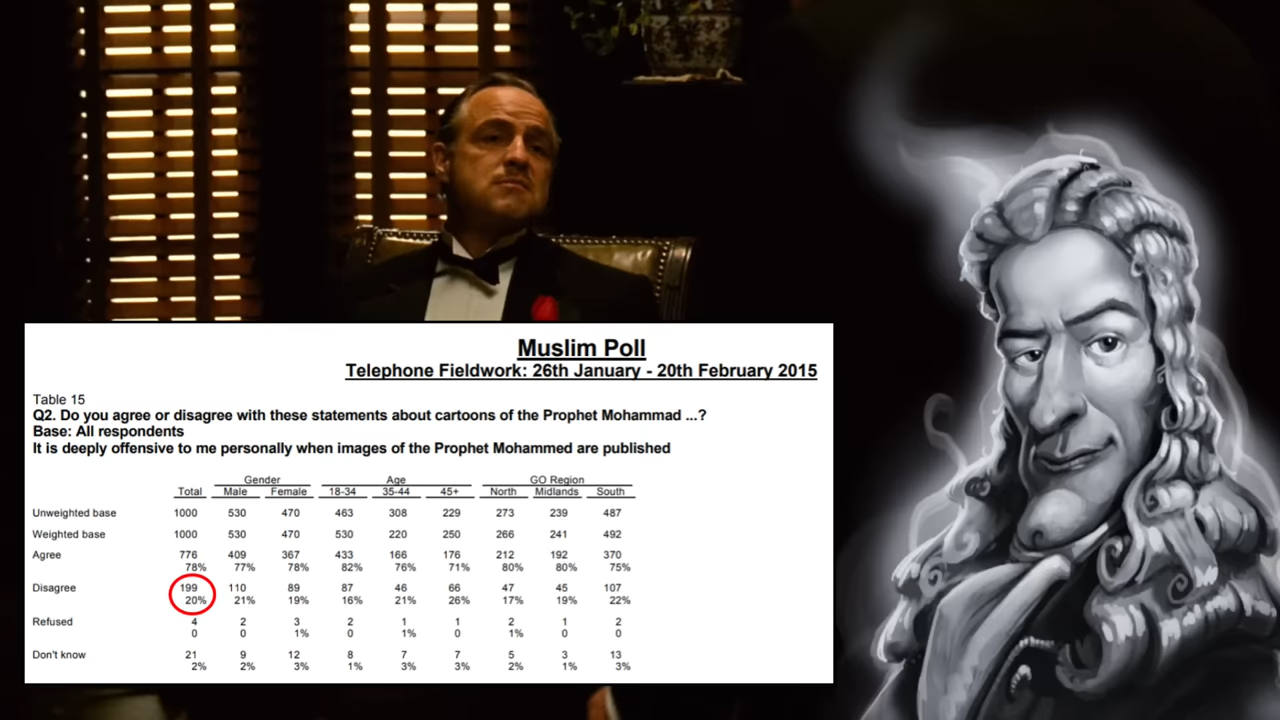 Muslim Poll
Telephone Fieldwork: 26th January - 20th February 2015
Table 15
Q2. Do you agree or disagree with these statements about cartoons of the Prophet Mohammad ...?
Base: All respondents
It is deeply offensive to me personally when images of the Prophet Mohammed are published
Gender Age GO Region
Total Male Female 18-34 35-44 45+ North Midlands South
Unweighted base 1000 530 470 463 308 229 273 239 487
Weighted base 1000 530 470 530 220 250 266 241 492
Agree 776 409 367 433 166 176 212 192 370
78% 77% 78% 82% 76% 71% 80% 80% 75%
Disagree 199 110 89 87 46 66 47 45 107
20% 21% 19% 16% 21% 26% 17% 19% 22%
Refused 4 2 3 2 1 1 2 1 2
0 0 1% 0 1% 0 1% 0 0
Don't know 21 9 12 8 7 7 5 3 13
2% 2% 3% 1% 3% 3% 2% 1% 3%